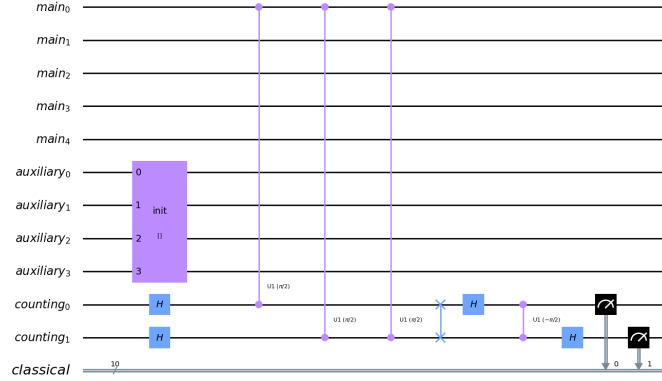 main₀
main₁
main₂
main₃
main₄
auxiliary₀ 0
auxiliary₁ 1 init
auxiliary₂ 2 []
auxiliary₃ 3
U1 (π/2)
counting₀ H H
U1 (π/2) U1 (π/2) U1 (−π/2)
counting₁ H H
classical 10 0 1